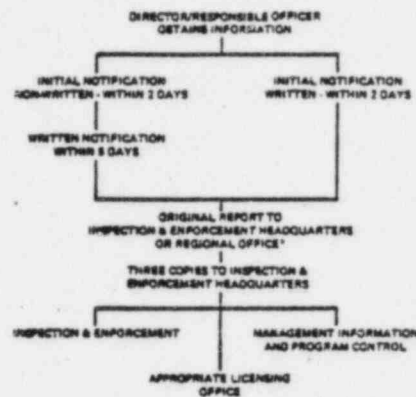 DIRECTOR/RESPONSIBLE OFFICER
OBTAINS INFORMATION
INITIAL NOTIFICATION
NON-WRITTEN - WITHIN 2 DAYS
INITIAL NOTIFICATION
WRITTEN - WITHIN 2 DAYS
WRITTEN NOTIFICATION
WITHIN 5 DAYS
ORIGINAL REPORT TO
INSPECTION & ENFORCEMENT HEADQUARTERS
OR REGIONAL OFFICE*
THREE COPIES TO INSPECTION &
ENFORCEMENT HEADQUARTERS
INSPECTION & ENFORCEMENT
MANAGEMENT INFORMATION
AND PROGRAM CONTROL
APPROPRIATE LICENSING
OFFICE